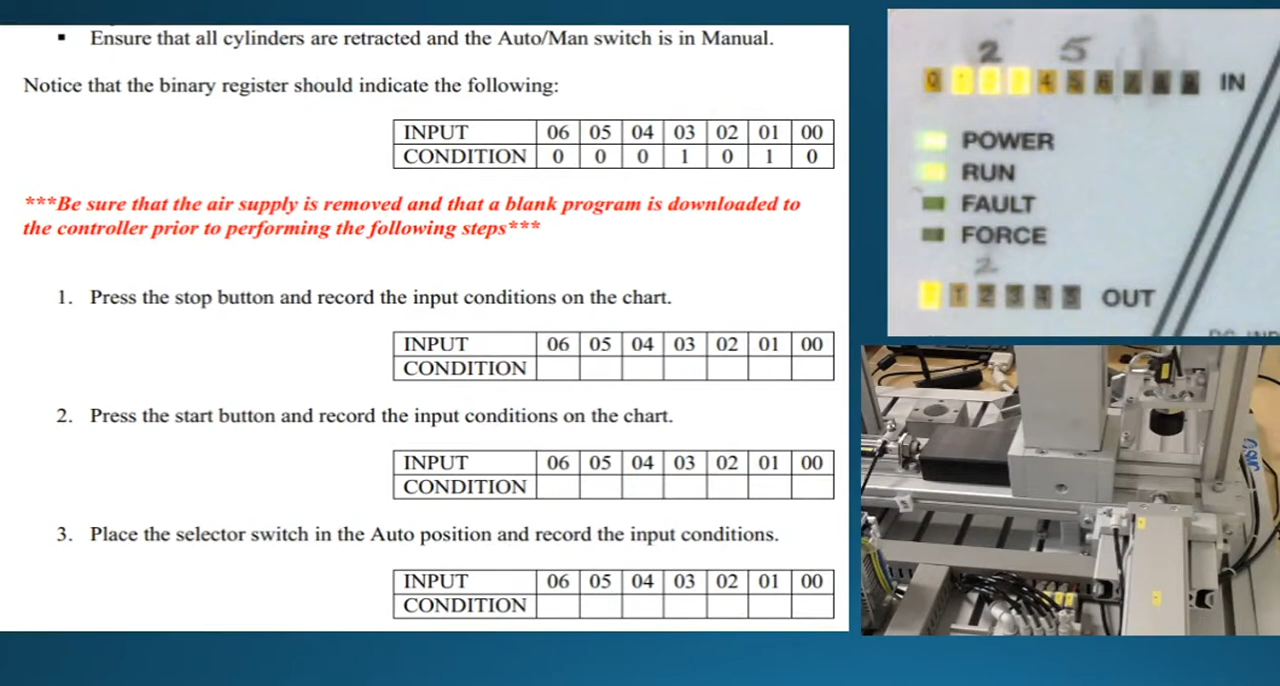 ▪ Ensure that all cylinders are retracted and the Auto/Man switch is in Manual.
Notice that the binary register should indicate the following:
INPUT 06 05 04 03 02 01 00
CONDITION 0 0 0 1 0 1 0
***Be sure that the air supply is removed and that a blank program is downloaded to
the controller prior to performing the following steps***
1. Press the stop button and record the input conditions on the chart.
INPUT 06 05 04 03 02 01 00
CONDITION
2. Press the start button and record the input conditions on the chart.
INPUT 06 05 04 03 02 01 00
CONDITION
3. Place the selector switch in the Auto position and record the input conditions.
INPUT 06 05 04 03 02 01 00
CONDITION
2 5
0 4 5 6 7 8 9 IN
POWER
RUN
FAULT
FORCE
2
1 2 3 4 5 OUT